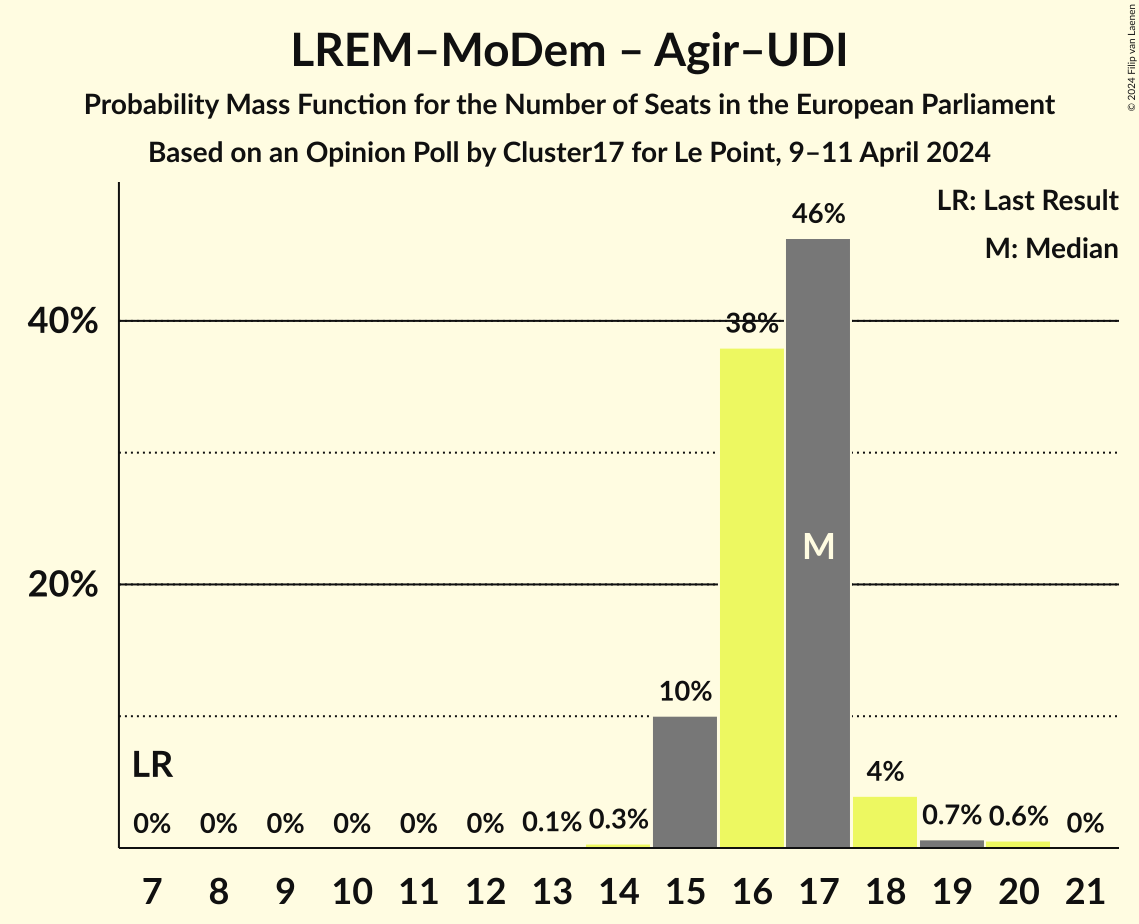 LREM–MoDem – Agir–UDI
Probability Mass Function for the Number of Seats in the European Parliament
Based on an Opinion Poll by Cluster17 for Le Point, 9–11 April 2024
© 2024 Filip van Laenen
LR: Last Result
M: Median
46%
40%
38%
M
20%
10%
LR
4%
0% 0% 0% 0% 0% 0% 0.1% 0.3% 0.7% 0.6% 0%
7 8 9 10 11 12 13 14 15 16 17 18 19 20 21